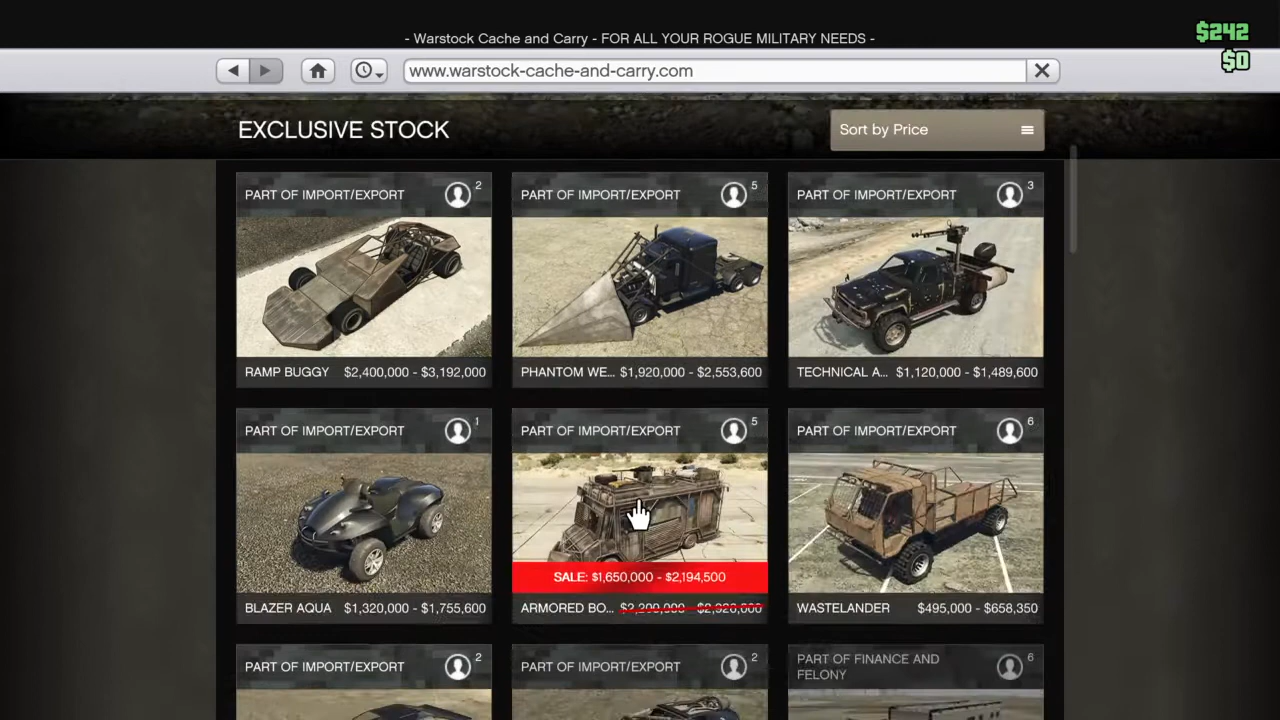 - Warstock Cache and Carry - FOR ALL YOUR ROGUE MILITARY NEEDS -
$242
$0
www.warstock-cache-and-carry.com
EXCLUSIVE STOCK
Sort by Price
PART OF IMPORT/EXPORT 2
PART OF IMPORT/EXPORT 5
PART OF IMPORT/EXPORT 3
RAMP BUGGY $2,400,000 - $3,192,000
PHANTOM WE... $1,920,000 - $2,553,600
TECHNICAL A... $1,120,000 - $1,489,600
PART OF IMPORT/EXPORT 1
PART OF IMPORT/EXPORT 5
PART OF IMPORT/EXPORT 6
SALE: $1,650,000 - $2,194,500
BLAZER AQUA $1,320,000 - $1,755,600
ARMORED BO... $2,200,000 - $2,926,000
WASTELANDER $495,000 - $658,350
PART OF IMPORT/EXPORT 2
PART OF IMPORT/EXPORT 2
PART OF FINANCE AND
FELONY 6